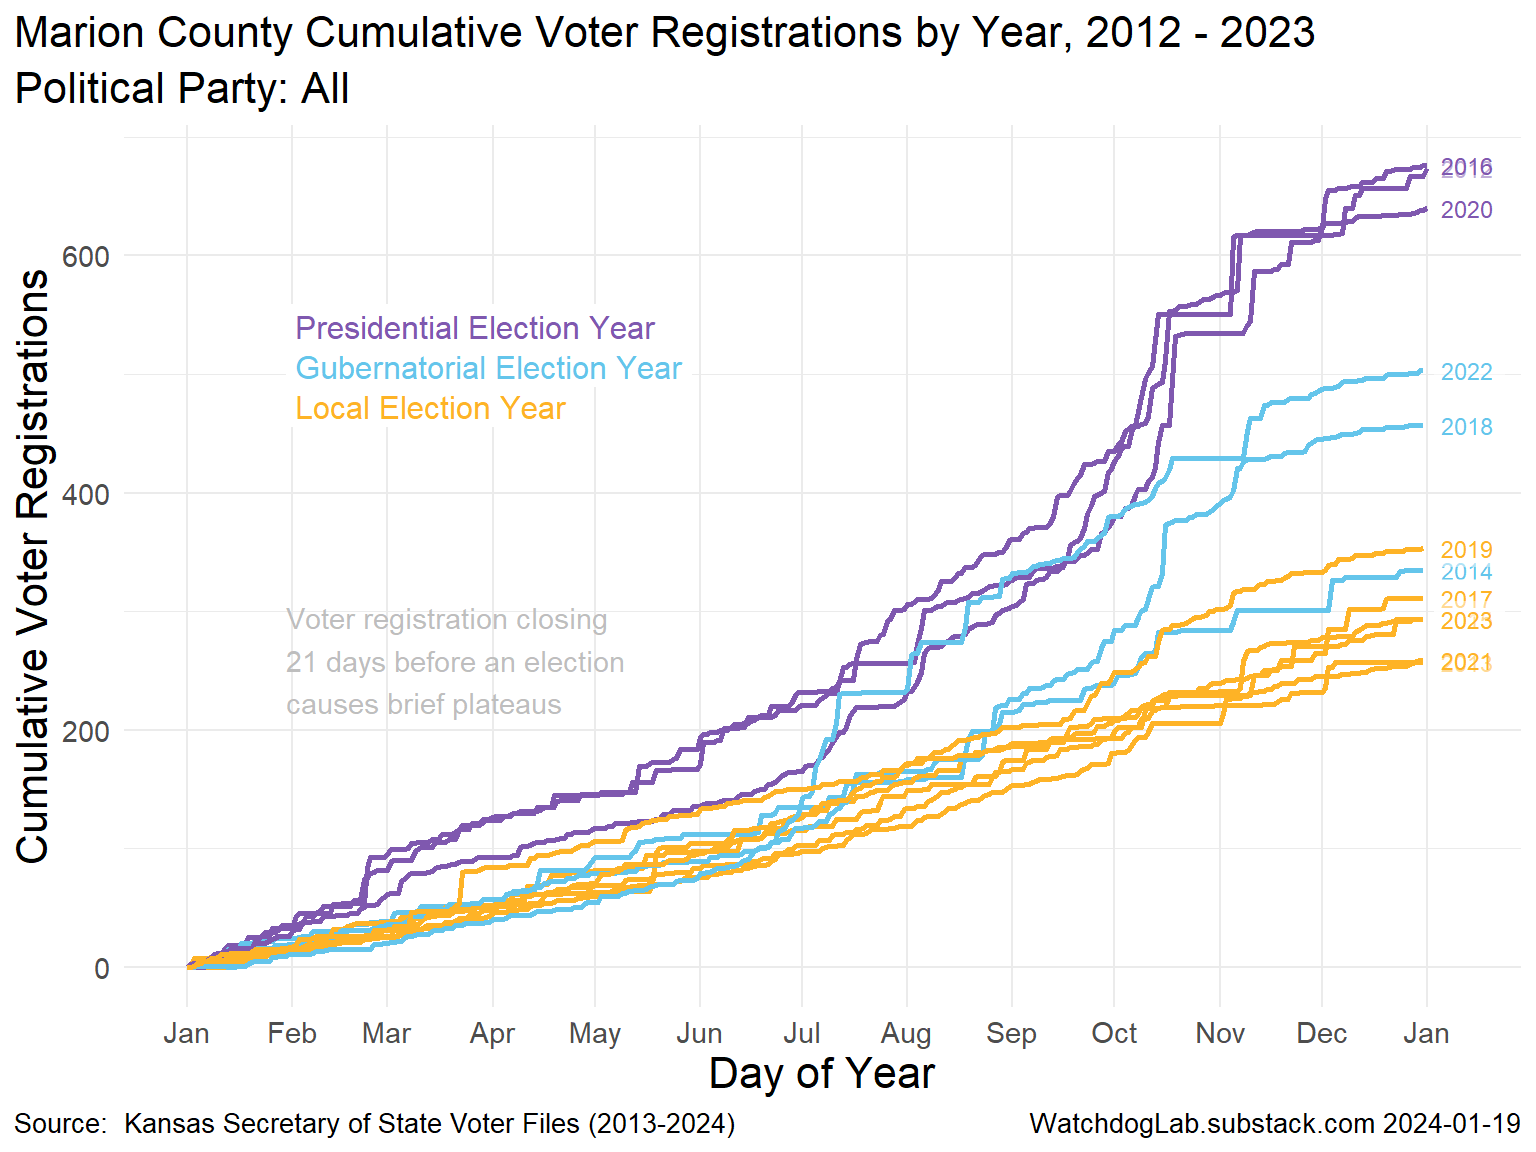 Marion County Cumulative Voter Registrations by Year, 2012 - 2023
Political Party: All
Cumulative Voter Registrations
600
400
200
0
Presidential Election Year
Gubernatorial Election Year
Local Election Year
Voter registration closing
21 days before an election
causes brief plateaus
2016
2012
2020
2022
2018
2019
2014
2017
2023
2021
2013
Jan Feb Mar Apr May Jun Jul Aug Sep Oct Nov Dec Jan
Day of Year
Source:  Kansas Secretary of State Voter Files (2013-2024)
WatchdogLab.substack.com 2024-01-19